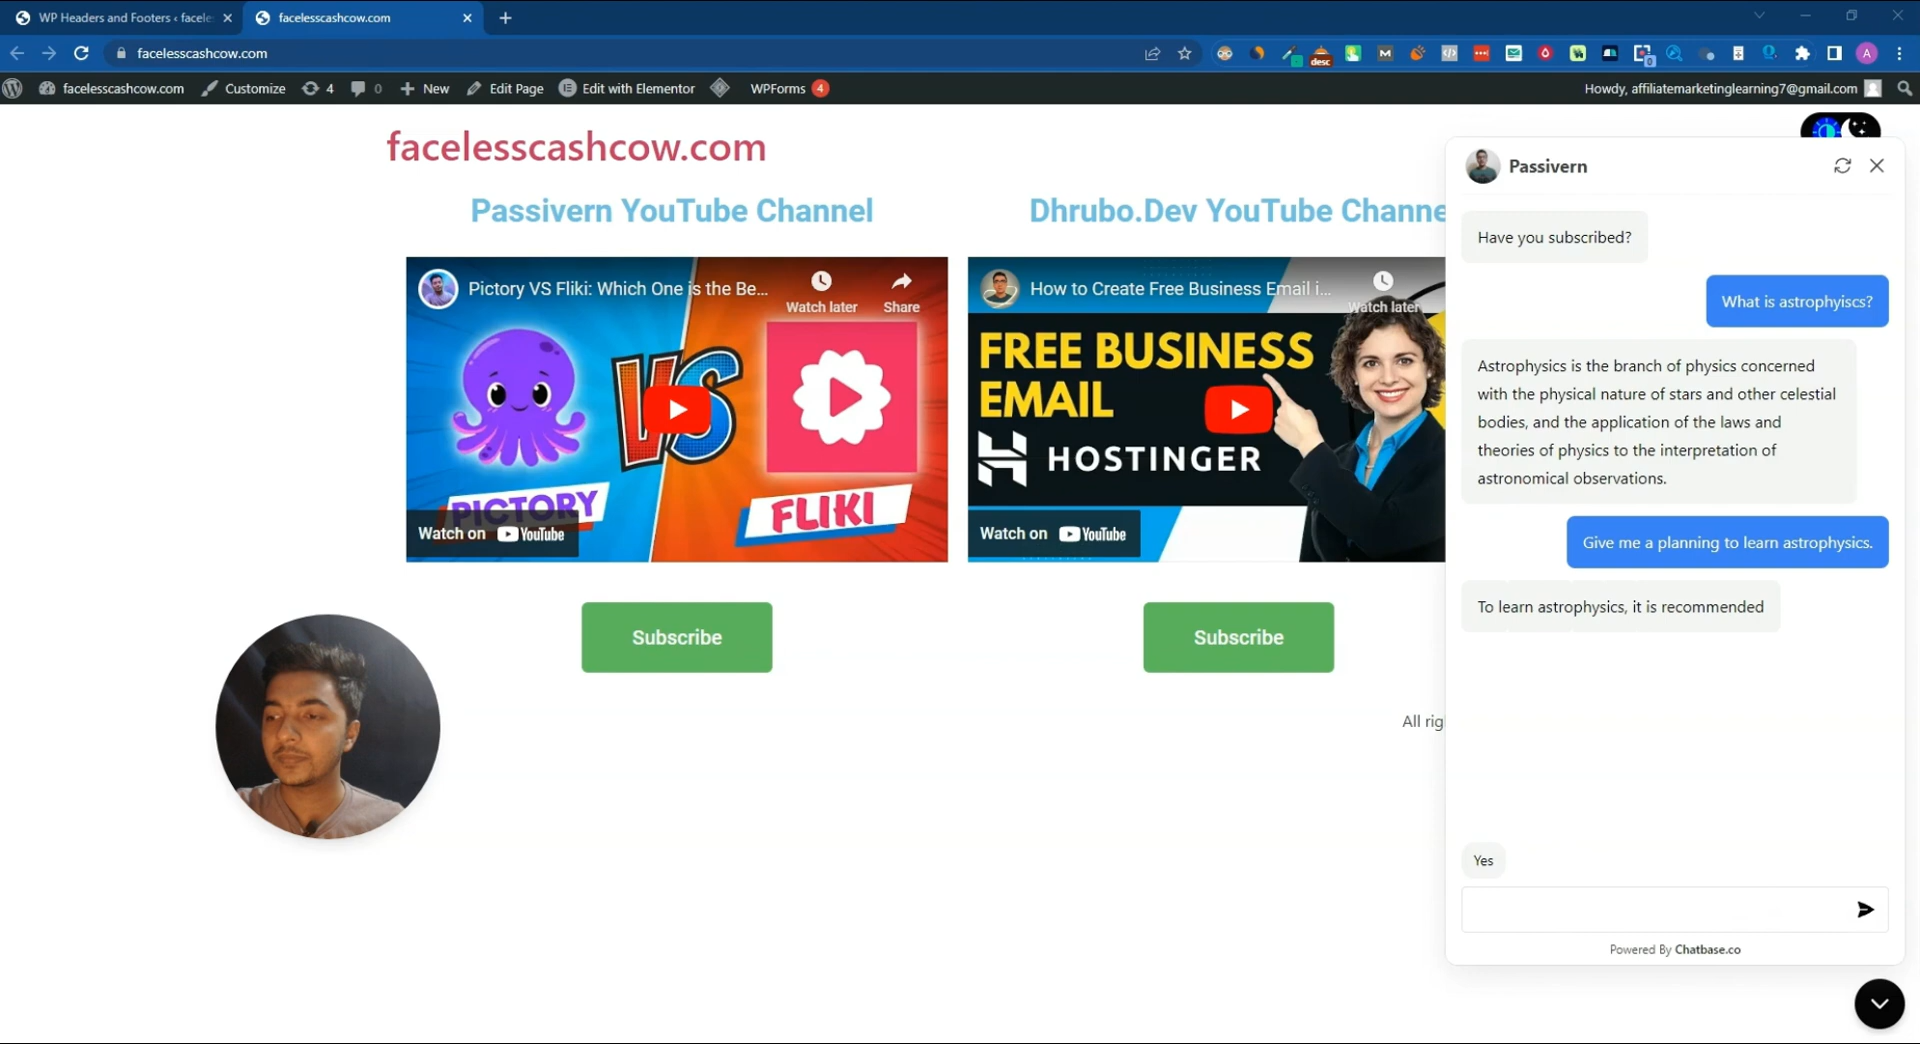 WP Headers and Footers ‹ facele
facelesscashcow.com
facelesscashcow.com
desc
0
facelesscashcow.com
Customize
4
0
New
Edit Page
Edit with Elementor
WPForms
4
Howdy, affiliatemarketinglearning7@gmail.com
facelesscashcow.com
Passivern YouTube Channel
Pictory VS Fliki: Which One is the Be...
Watch later
Share
VS
PICTORY
FLIKI
Watch on YouTube
Subscribe
Dhrubo.Dev YouTube Channe
How to Create Free Business Email i...
Watch later
FREE BUSINESS
EMAIL
HOSTINGER
Watch on YouTube
Subscribe
All rig
Passivern
Have you subscribed?
What is astrophyiscs?
Astrophysics is the branch of physics concerned
with the physical nature of stars and other celestial
bodies, and the application of the laws and
theories of physics to the interpretation of
astronomical observations.
Give me a planning to learn astrophysics.
To learn astrophysics, it is recommended
Yes
Powered By Chatbase.co